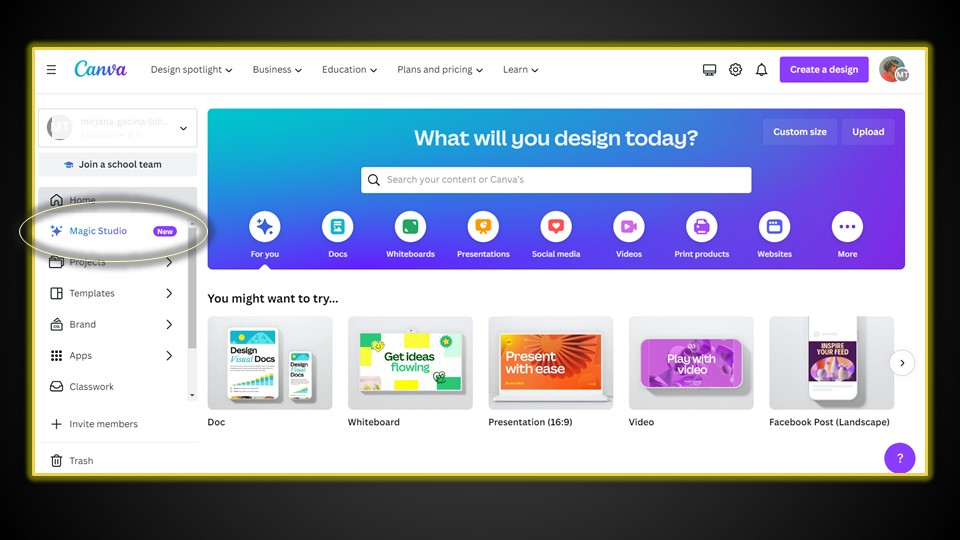 Canva
Design spotlight
Business
Education
Plans and pricing
Learn
Create a design
MT
MT
mirjana.gacina-bili...
Join a school team
Home
Magic Studio
New
Projects
Templates
Brand
Apps
Classwork
Invite members
Trash
What will you design today?
Custom size
Upload
Search your content or Canva's
For you
Docs
Whiteboards
Presentations
Social media
Videos
Print products
Websites
More
You might want to try...
Design
Visual Docs
Design
Visual
Docs
Get ideas
flowing
Present
with ease
Play with
video
INSPIRE
YOUR FEED
Doc
Whiteboard
Presentation (16:9)
Video
Facebook Post (Landscape)
?